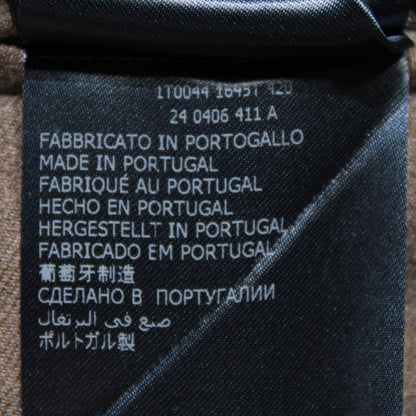 1T0044 1845T 420
24 0406 411 A
FABBRICATO IN PORTOGALLO
MADE IN PORTUGAL
FABRIQUÉ AU PORTUGAL
HECHO EN PORTUGAL
HERGESTELLT IN PORTUGAL
FABRICADO EM PORTUGAL
葡萄牙制造
СДЕЛАНО В ПОРТУГАЛИИ
صنع في البرتغال
ポルトガル製